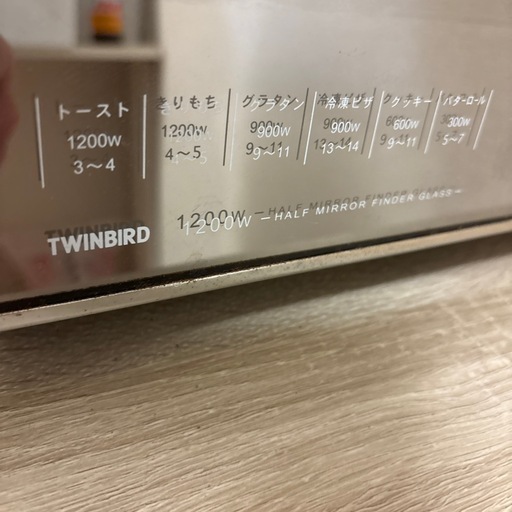 トースト きりもち グラタン 冷凍ピザ クッキー バターロール
1200W 1200W 900W 900W 600W 300W
3～4 4～5 9～11 13～14 9～11 5～7
TWINBIRD 1200W －HALF MIRROR FINDER GLASS－